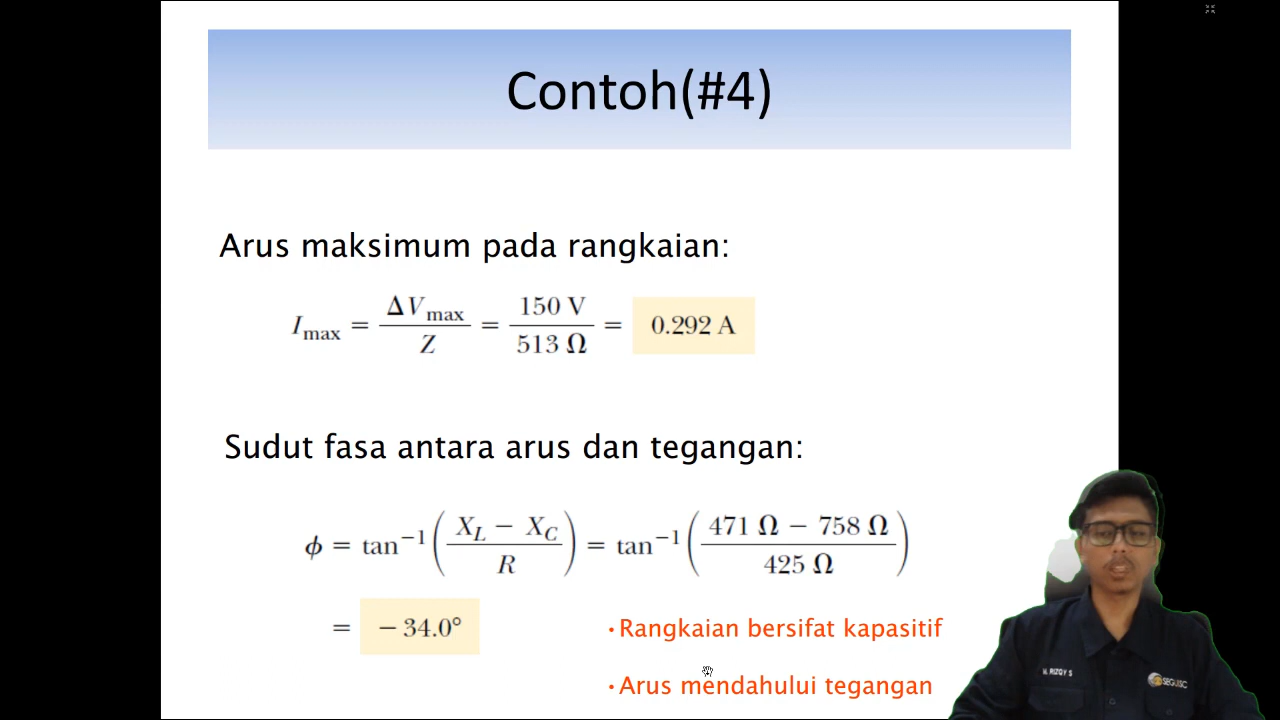 Contoh(#4)
Arus maksimum pada rangkaian:
I_max = ΔV_max / Z = 150 V / 513 Ω = 0.292 A
Sudut fasa antara arus dan tegangan:
ϕ = tan⁻¹ (X_L − X_C / R) = tan⁻¹ (471 Ω − 758 Ω / 425 Ω)
= −34.0°
•Rangkaian bersifat kapasitif
•Arus mendahului tegangan
M. RIZQY S